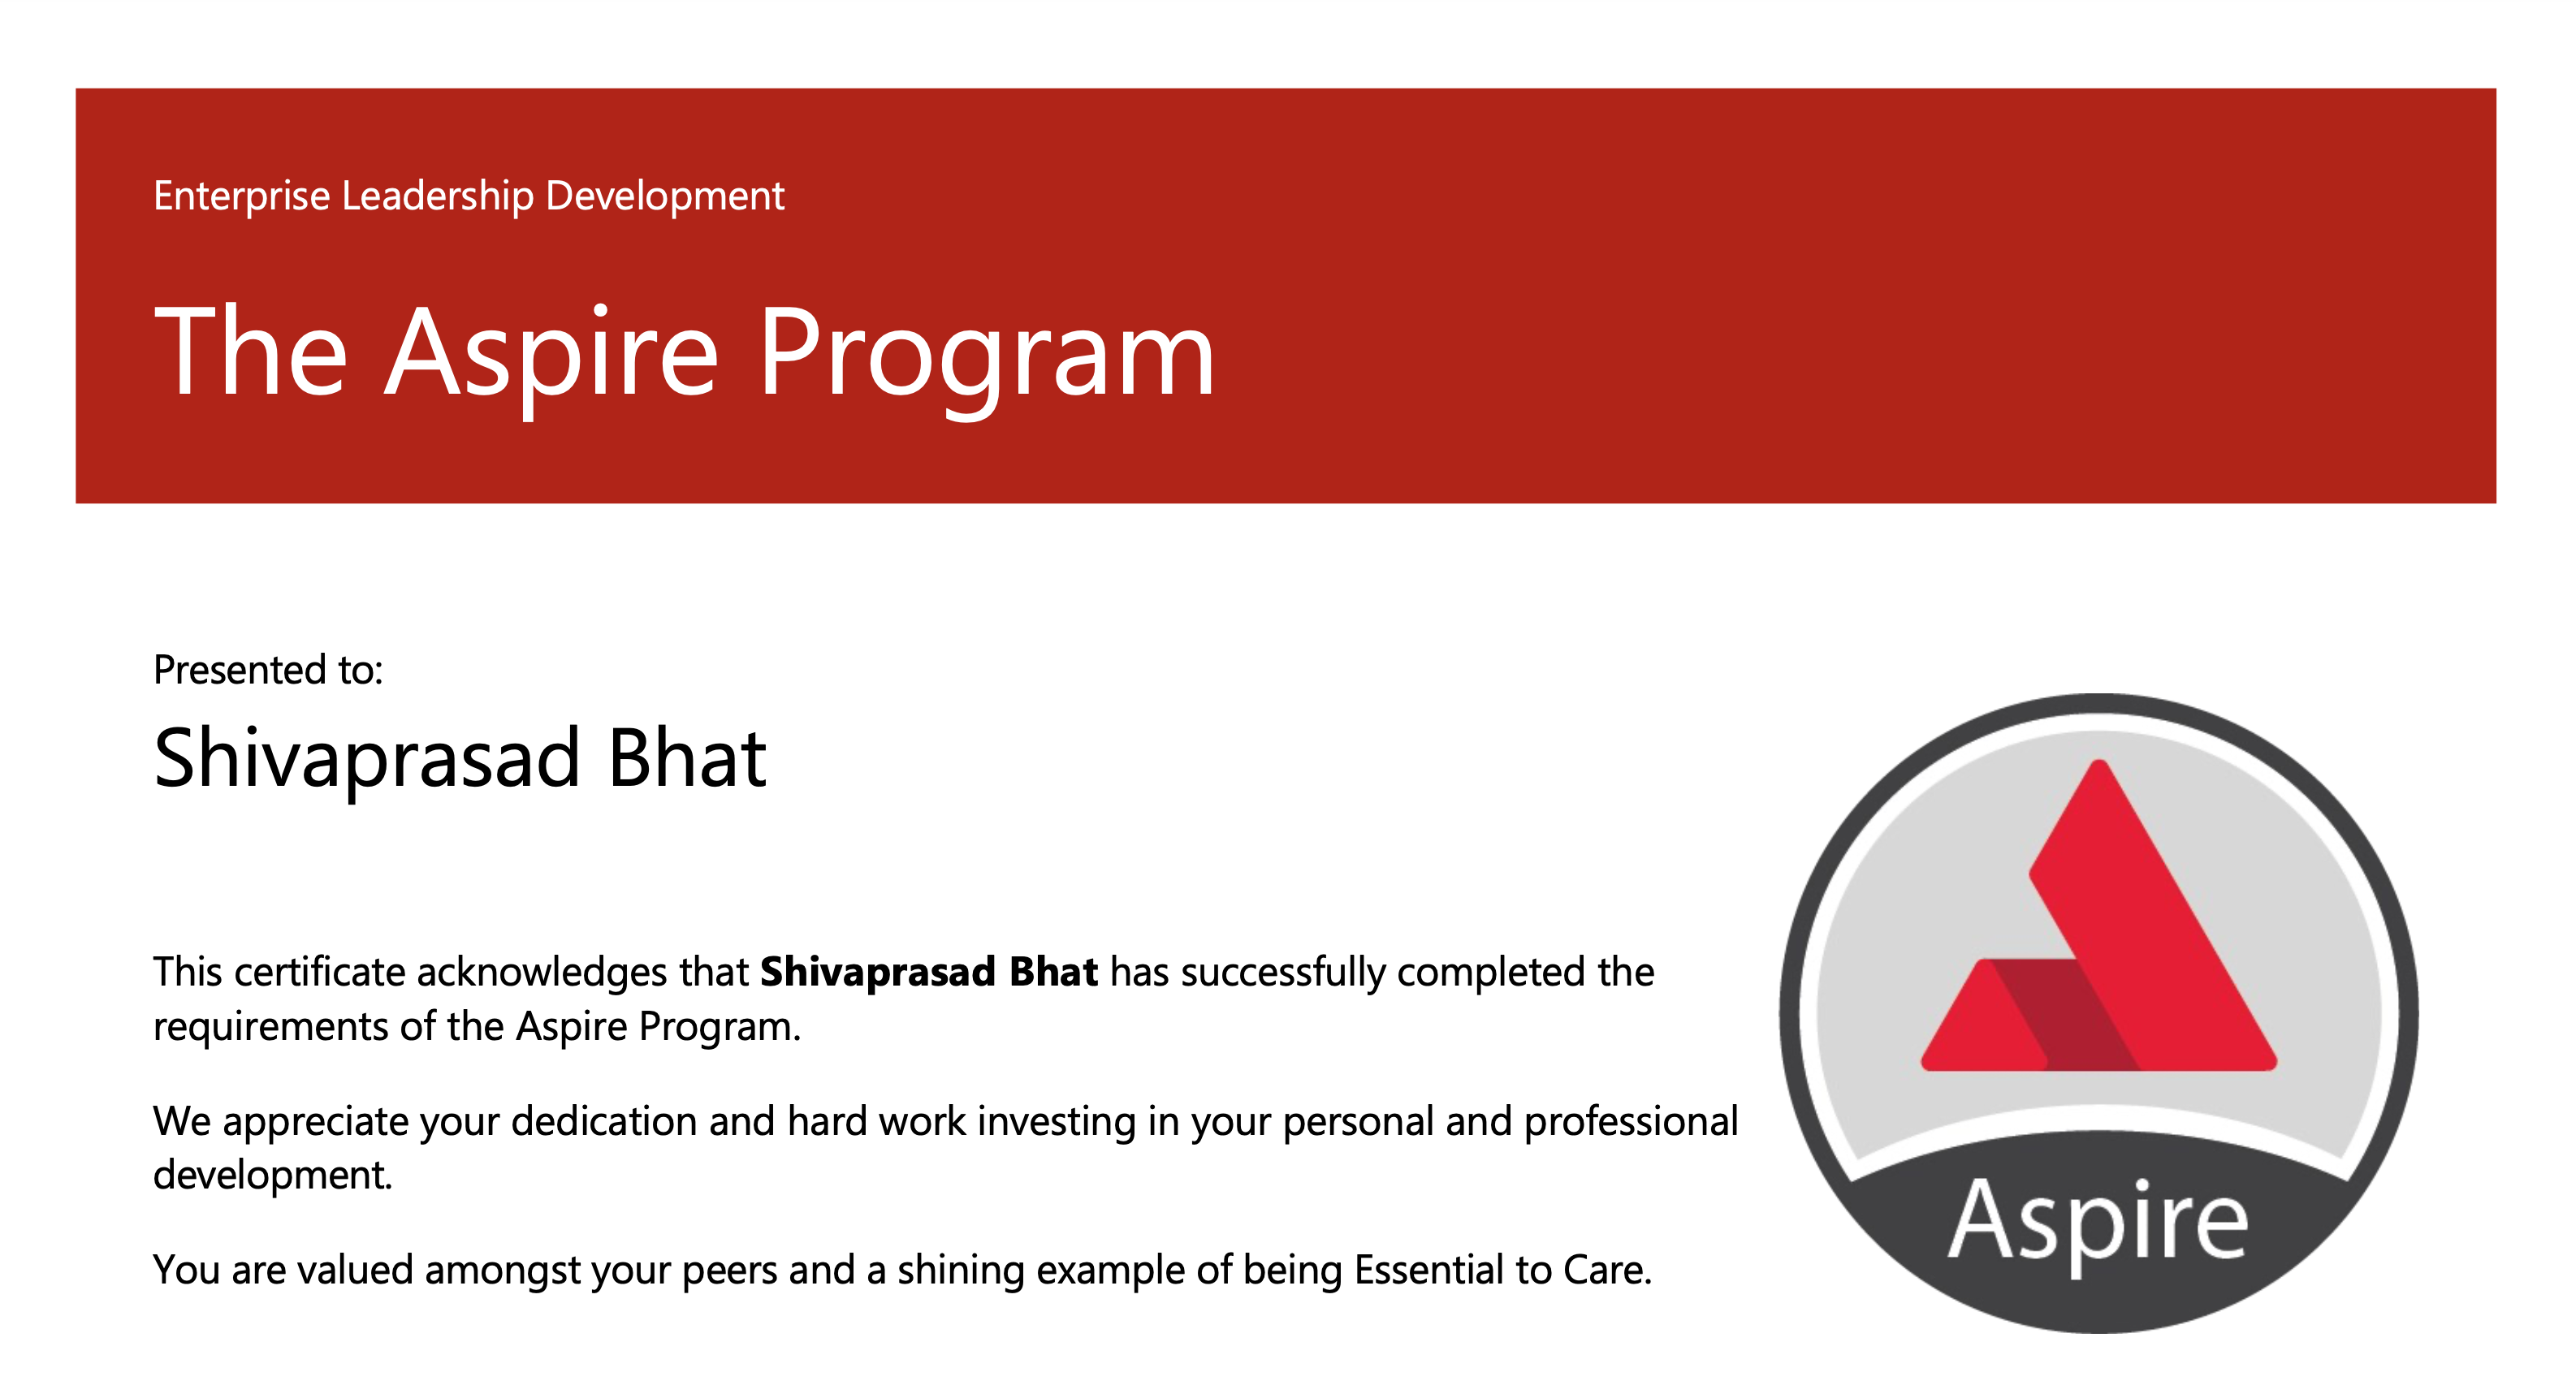 Enterprise Leadership Development
The Aspire Program
Presented to:
Shivaprasad Bhat
This certificate acknowledges that Shivaprasad Bhat has successfully completed the
requirements of the Aspire Program.
We appreciate your dedication and hard work investing in your personal and professional
development.
You are valued amongst your peers and a shining example of being Essential to Care.
Aspire